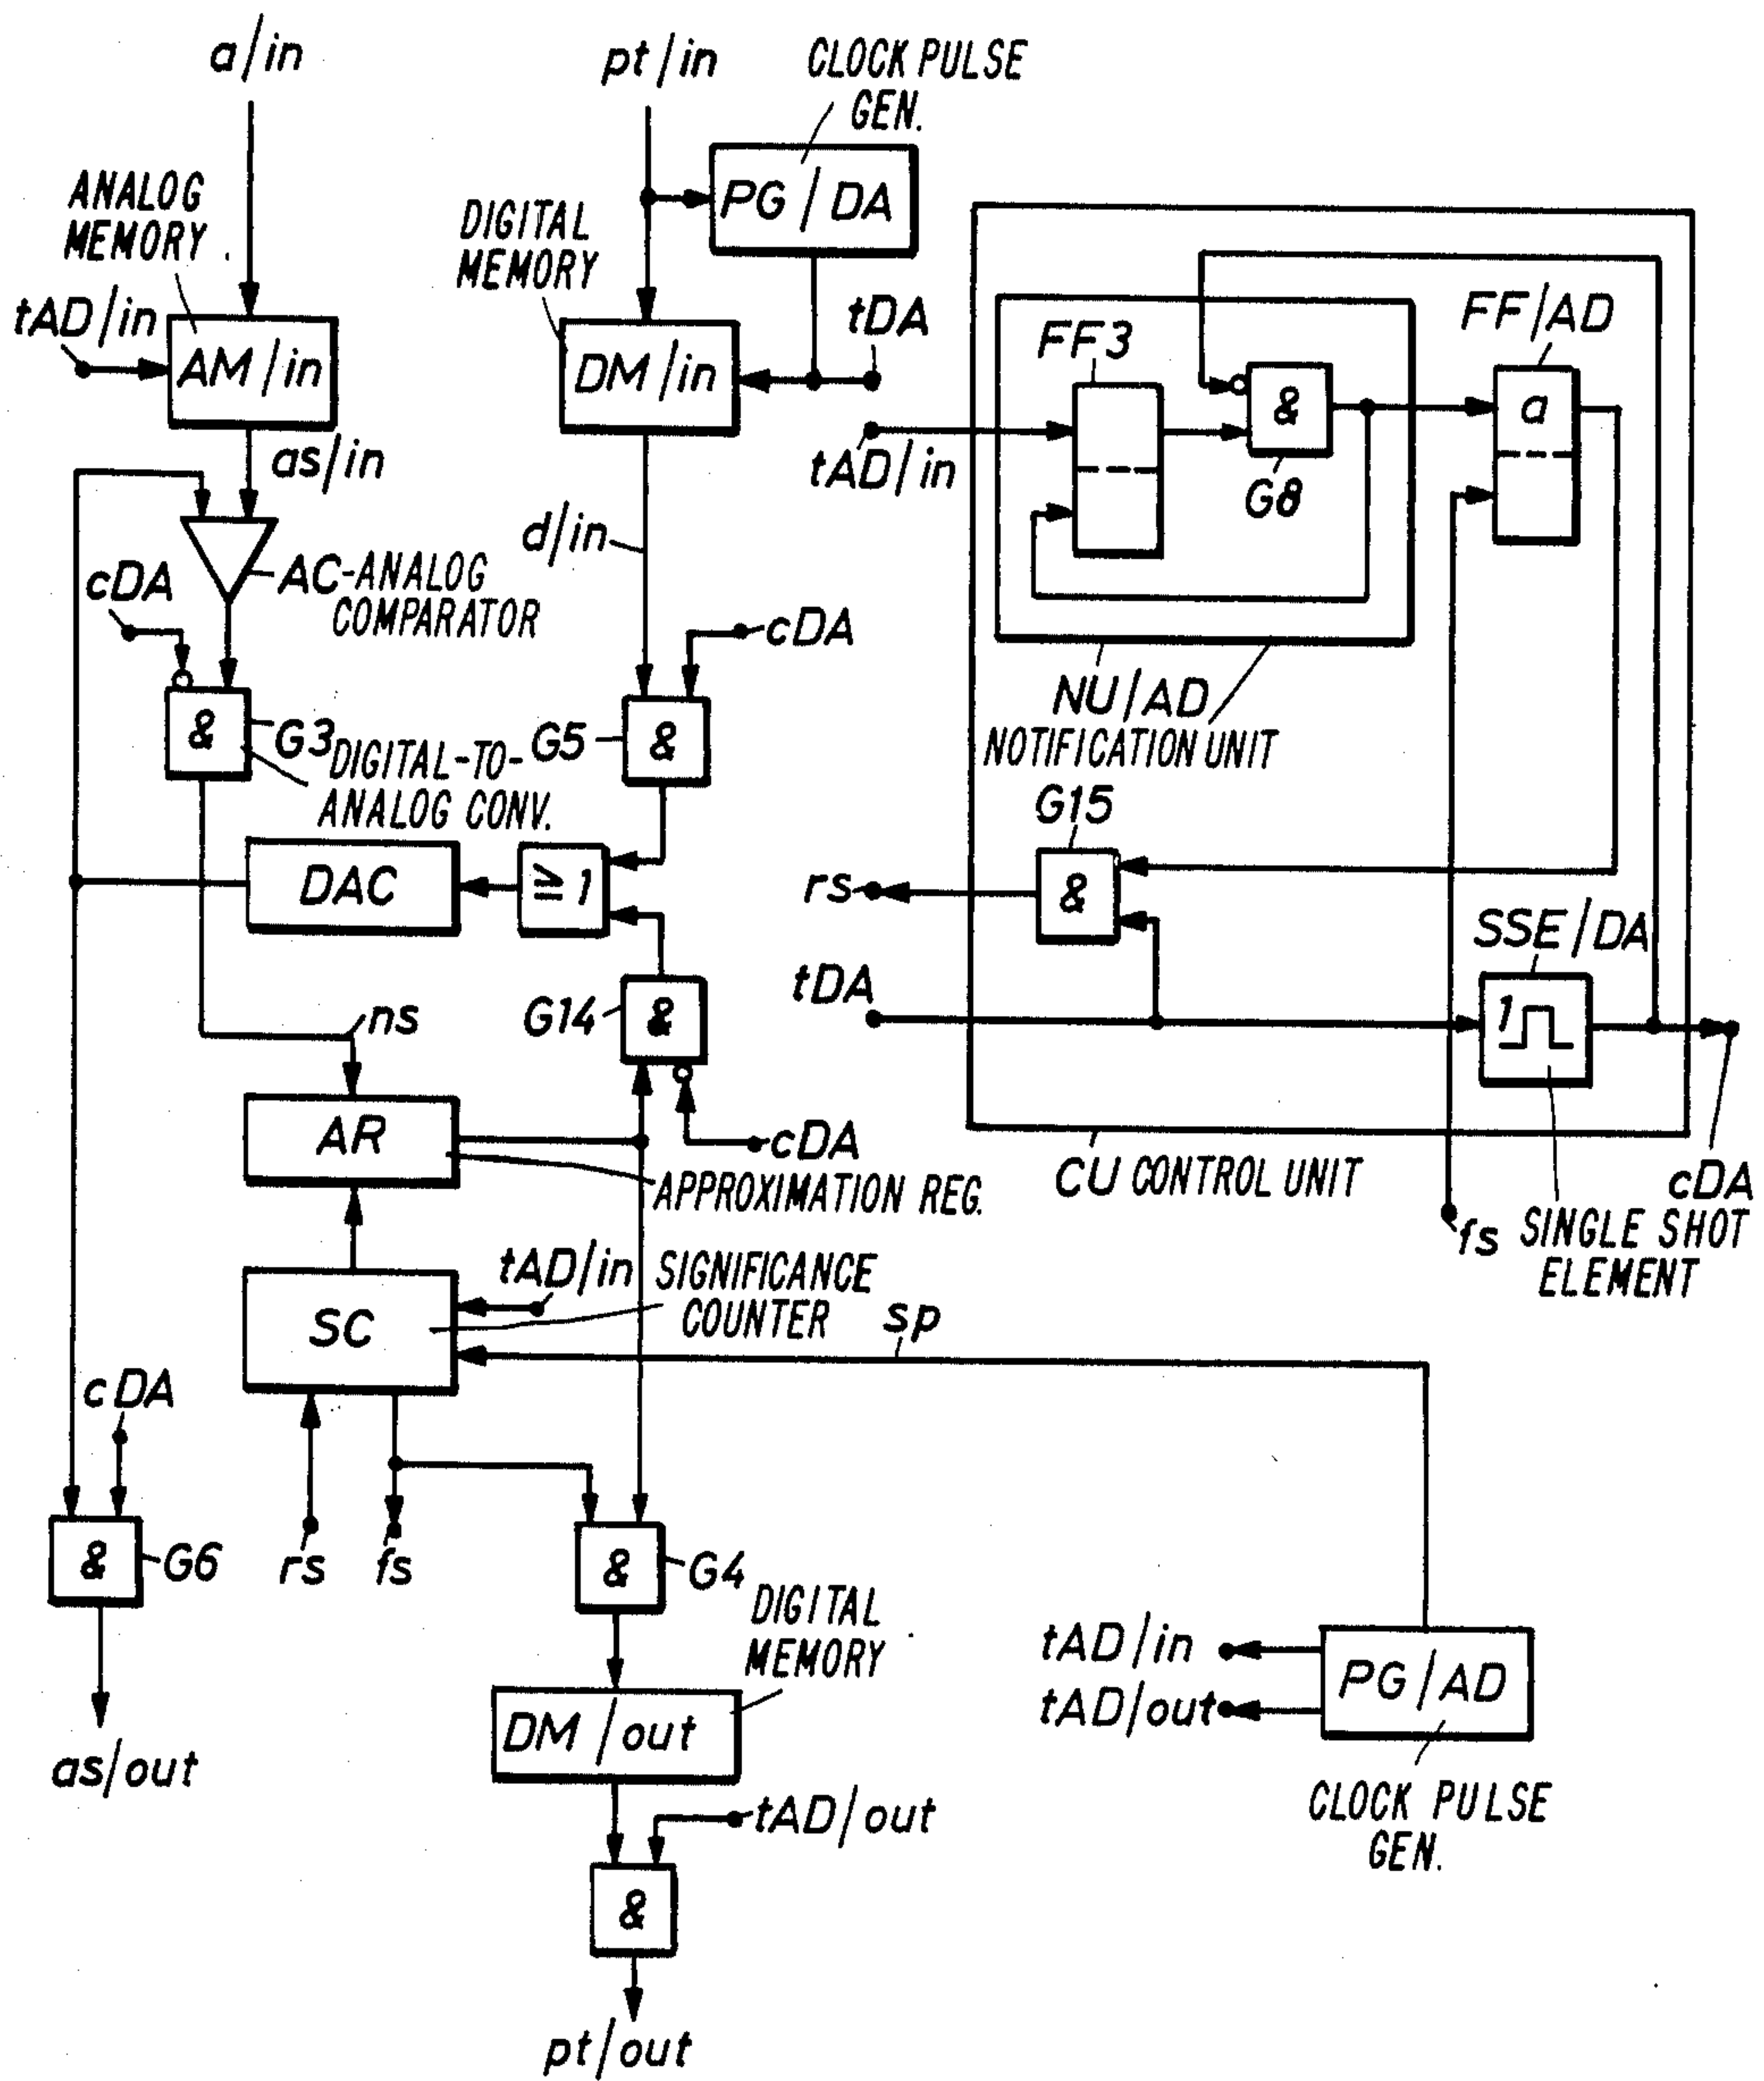 a/in
pt/in
CLOCK PULSE
GEN.
PG/DA
ANALOG
MEMORY
DIGITAL
MEMORY
tAD/in
AM/in
DM/in
tDA
FF3
FF/AD
&
a
G8
tAD/in
as/in
d/in
cDA
AC-ANALOG
COMPARATOR
cDA
&
G3
DIGITAL-TO-
ANALOG CONV.
G5
&
NU/AD
NOTIFICATION UNIT
G15
DAC
≧1
rs
&
SSE/DA
1
tDA
ns
G14
&
AR
cDA
APPROXIMATION REG.
CU CONTROL UNIT
cDA
fs
SINGLE SHOT
ELEMENT
tAD/in
SIGNIFICANCE
COUNTER
SC
sp
cDA
&
G6
rs
fs
&
G4
DIGITAL
MEMORY
tAD/in
tAD/out
PG/AD
DM/out
as/out
tAD/out
CLOCK PULSE
GEN.
&
pt/out